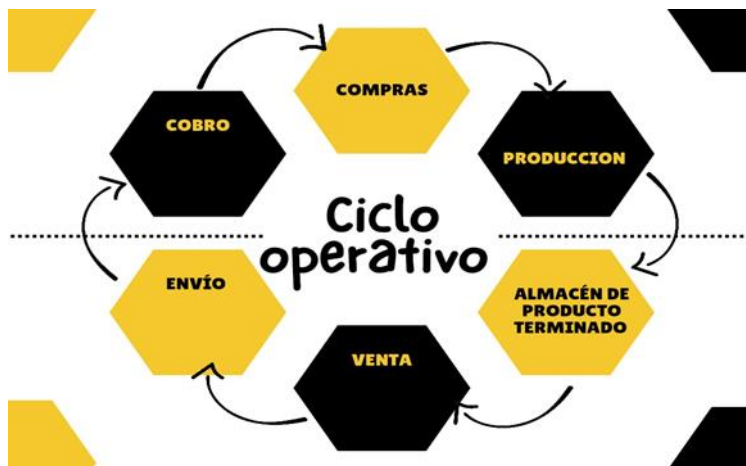 COMPRAS
COBRO
PRODUCCION
Ciclo
operativo
ENVÍO
ALMACÉN DE
PRODUCTO
TERMINADO
VENTA